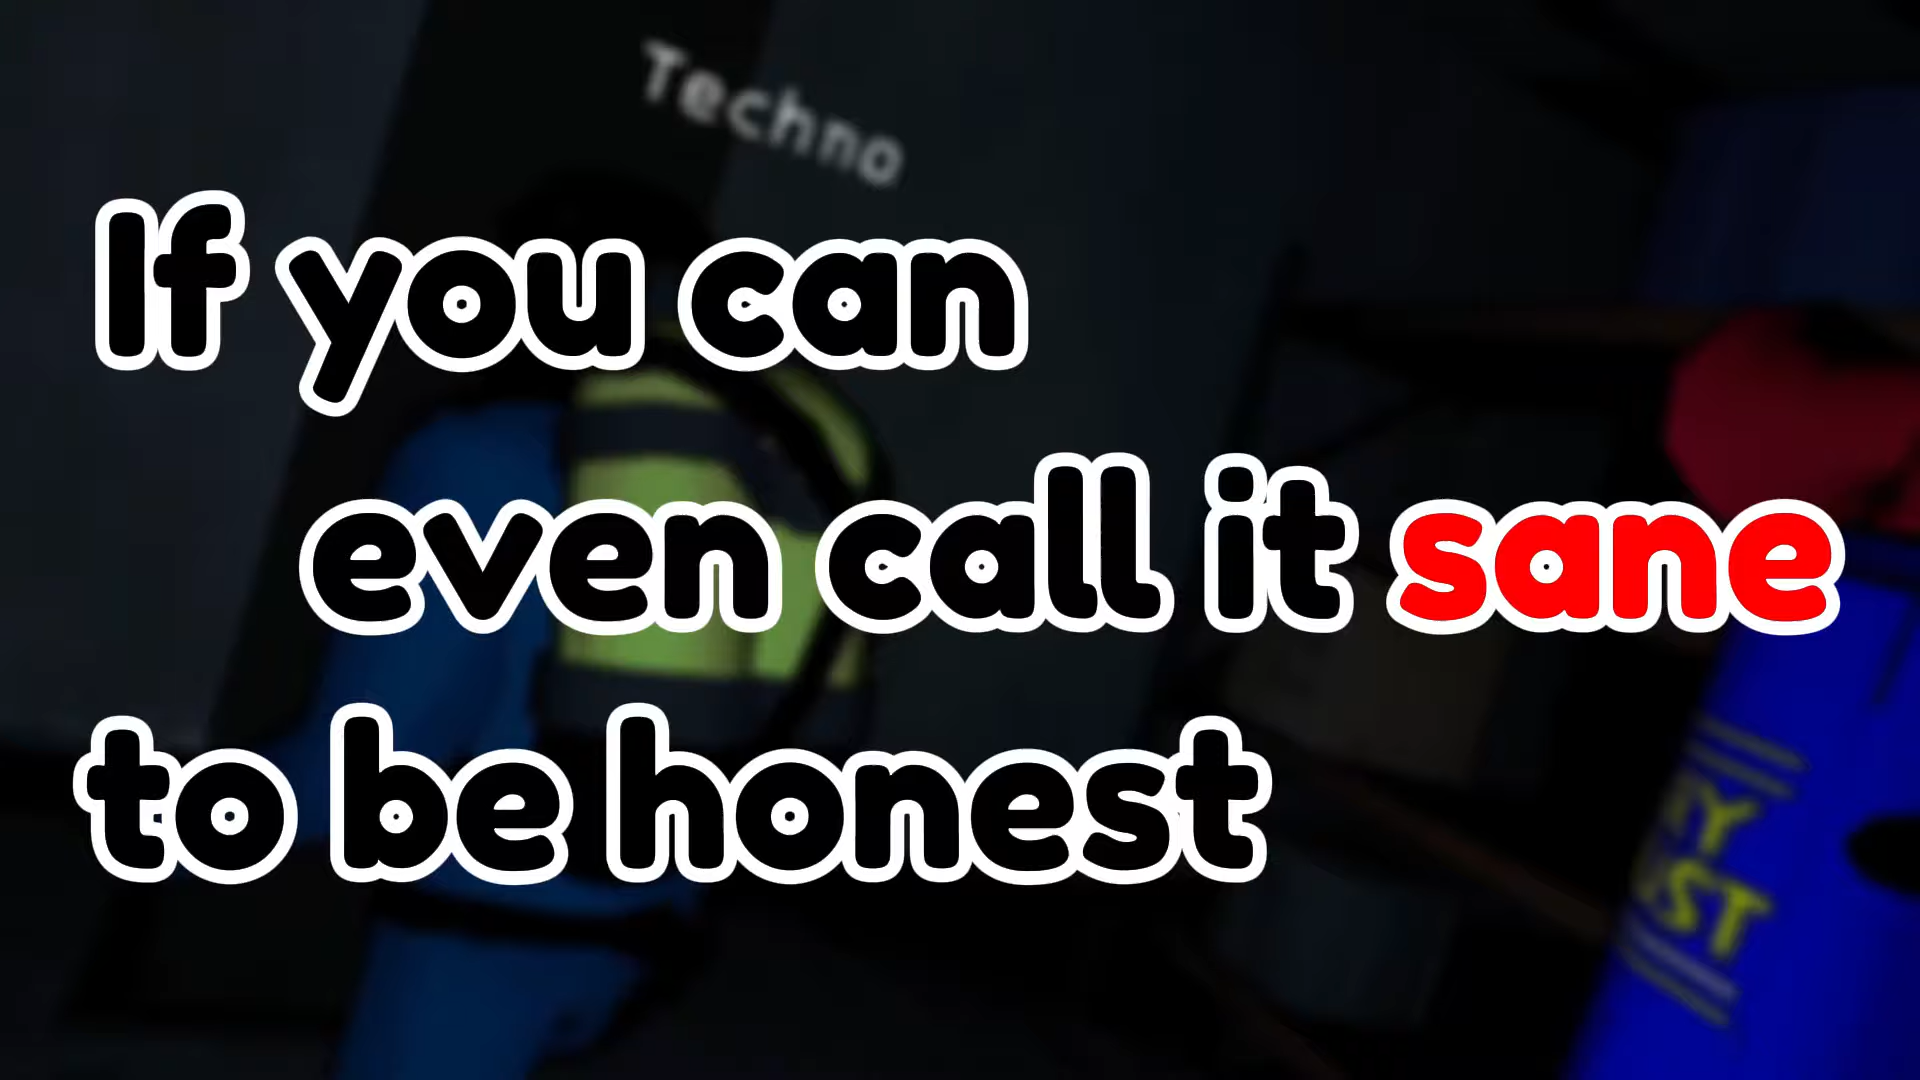 Techno
If you can
even call it sane
to be honest